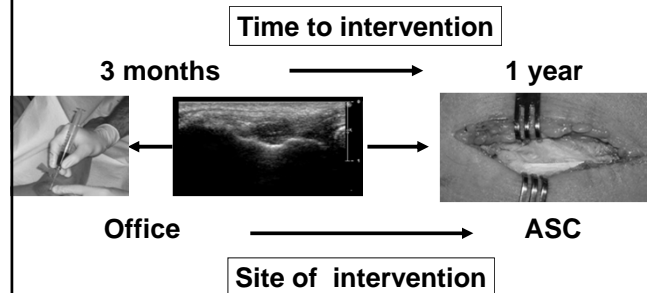 Time to intervention
3 months 1 year
Office ASC
Site of intervention